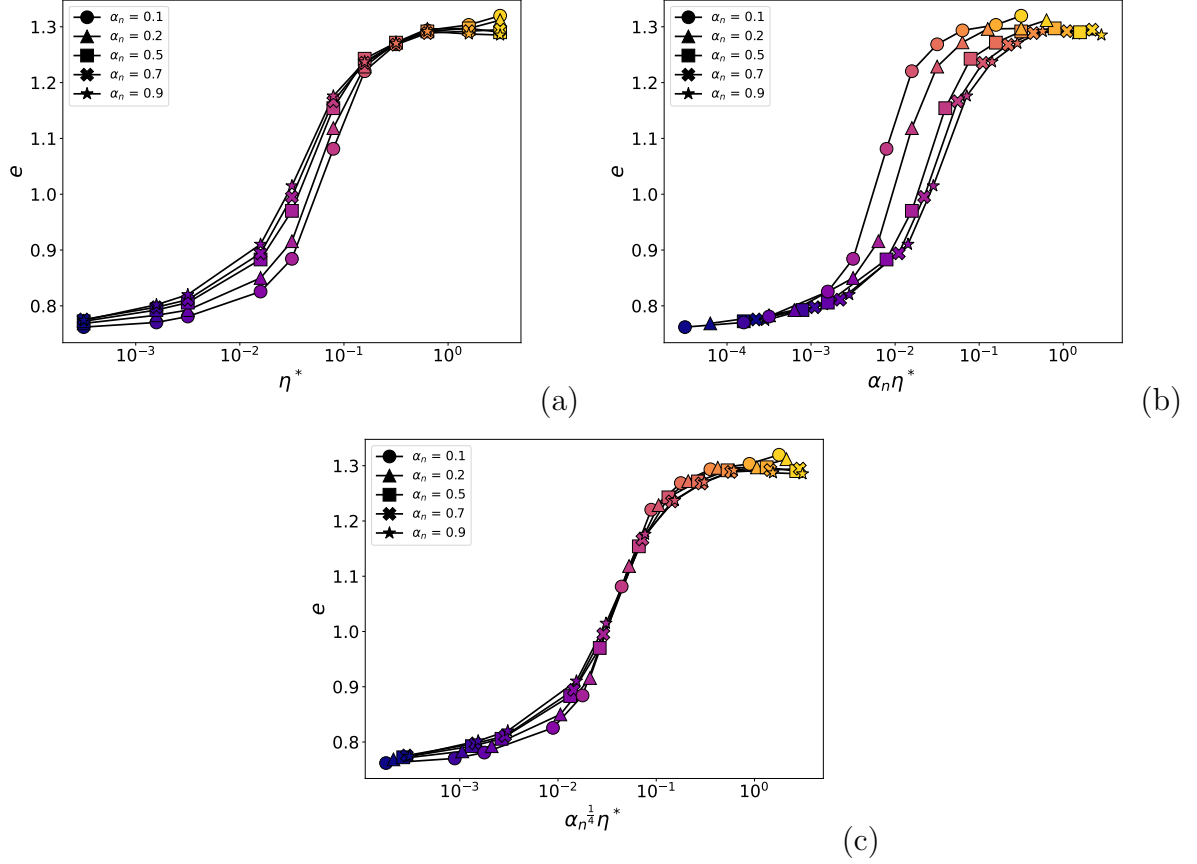 e
1.3
1.2
1.1
1.0
0.9
0.8
αₙ = 0.1
αₙ = 0.2
αₙ = 0.5
αₙ = 0.7
αₙ = 0.9
10⁻³ 10⁻² 10⁻¹ 10⁰
η*
(a)
e
1.3
1.2
1.1
1.0
0.9
0.8
αₙ = 0.1
αₙ = 0.2
αₙ = 0.5
αₙ = 0.7
αₙ = 0.9
10⁻⁴ 10⁻³ 10⁻² 10⁻¹ 10⁰
αₙη*
(b)
e
1.3
1.2
1.1
1.0
0.9
0.8
αₙ = 0.1
αₙ = 0.2
αₙ = 0.5
αₙ = 0.7
αₙ = 0.9
10⁻³ 10⁻² 10⁻¹ 10⁰
αₙ^¼ η*
(c)